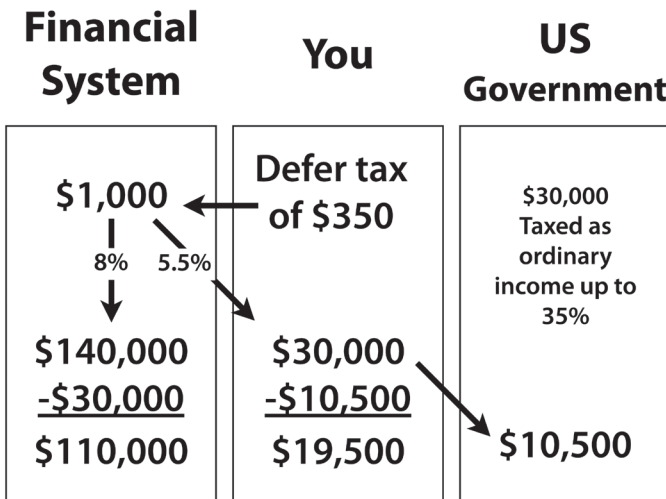 Financial
System
You
US
Government
$1,000
8%
5.5%
$140,000
-$30,000
$110,000
Defer tax
of $350
$30,000
-$10,500
$19,500
$30,000
Taxed as
ordinary
income up to
35%
$10,500